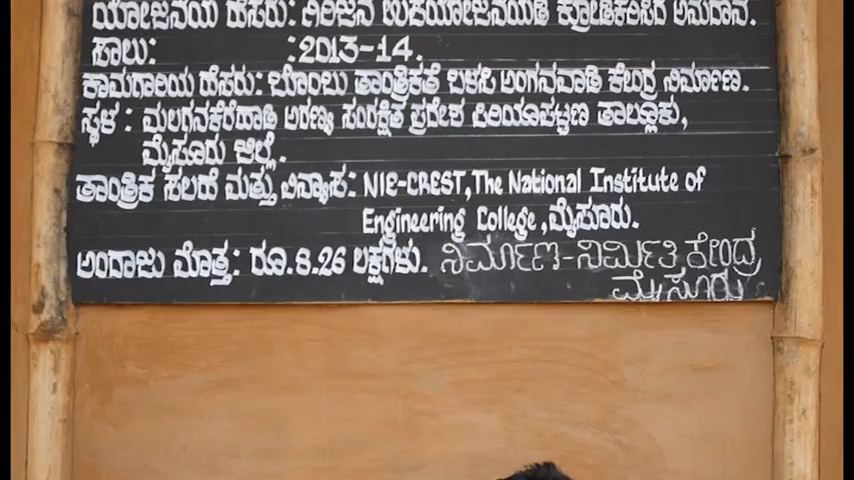 ಯೋಜನೆಯ ಹೆಸರು: ಗಿರಿಜನ ಉಪಯೋಜನೆಯಡಿ ಕ್ರೋಡಿಕರಿಸಿದ ಅನುದಾನ.
ಸಾಲು: :2013-14.
ಕಾಮಗಾರಿಯ ಹೆಸರು: ಬೊಂಬು ತಾಂತ್ರಿಕತೆ ಬಳಸಿ ಅಂಗನವಾಡಿ ಕೇಂದ್ರ ನಿರ್ಮಾಣ.
ಸ್ಥಳ : ಮಲಗನಕೆರೆಹಾಡಿ ಅರಣ್ಯ ಸಂರಕ್ಷಿತ ಪ್ರದೇಶ ಪಿರಿಯಾಪಟ್ಟಣ ತಾಲ್ಲೂಕು,
ಮೈಸೂರು ಜಿಲ್ಲೆ.
ತಾಂತ್ರಿಕ ಸಲಹೆ ಮತ್ತು ವಿನ್ಯಾಸ: NIE-CREST,The National Institute of
Engineering College,ಮೈಸೂರು.
ಅಂದಾಜು ಮೊತ್ತ: ರೂ.8.26 ಲಕ್ಷಗಳು. ನಿರ್ಮಾಣ-ನಿರ್ಮಿತಿ ಕೇಂದ್ರ
ಮೈಸೂರು